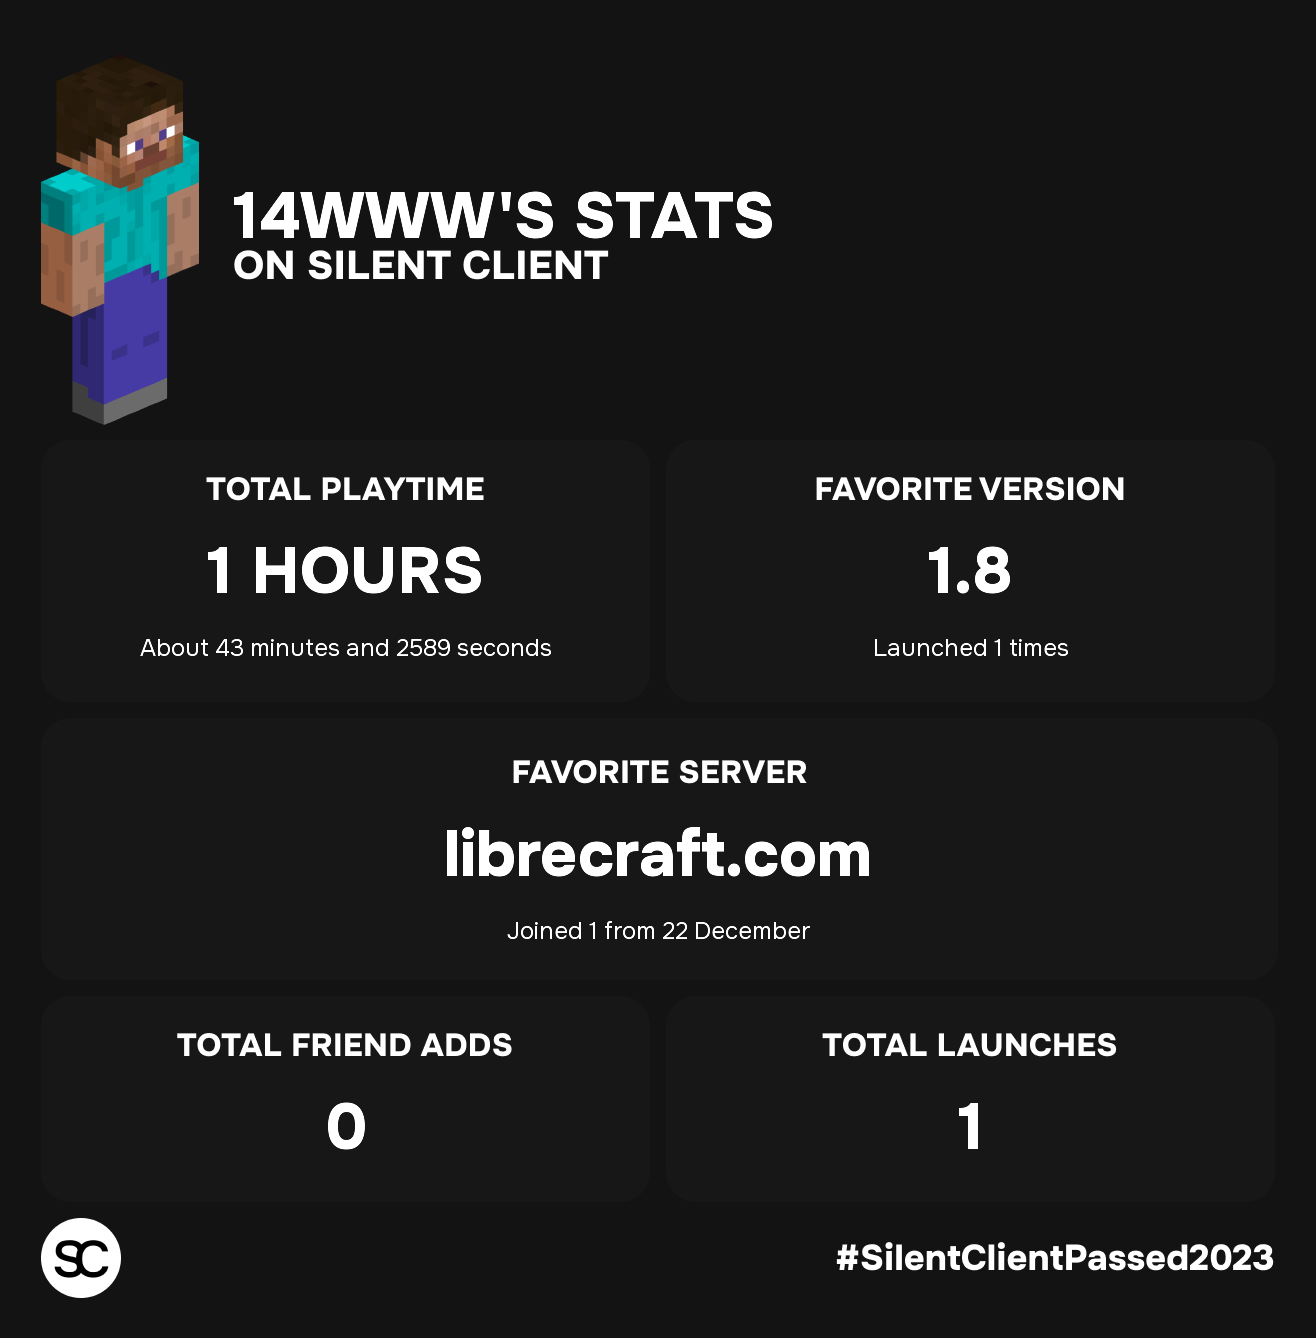 14WWW'S STATS
ON SILENT CLIENT
TOTAL PLAYTIME
1 HOURS
About 43 minutes and 2589 seconds
FAVORITE VERSION
1.8
Launched 1 times
FAVORITE SERVER
librecraft.com
Joined 1 from 22 December
TOTAL FRIEND ADDS
0
TOTAL LAUNCHES
1
SC
#SilentClientPassed2023